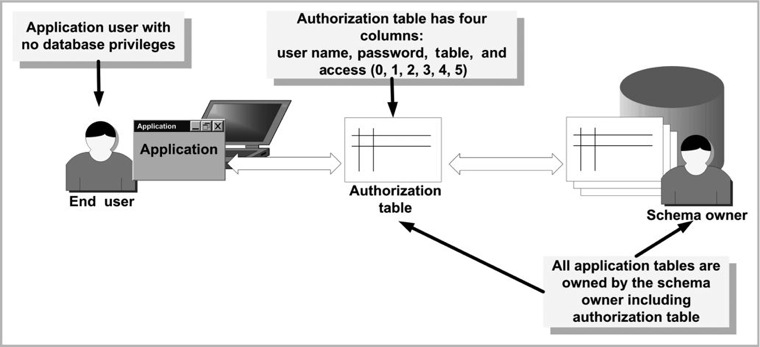 Application user with
no database privileges
Authorization table has four
columns:
user name, password, table, and
access (0, 1, 2, 3, 4, 5)
Application
Application
End user
Authorization
table
Schema owner
All application tables are
owned by the schema
owner including
authorization table